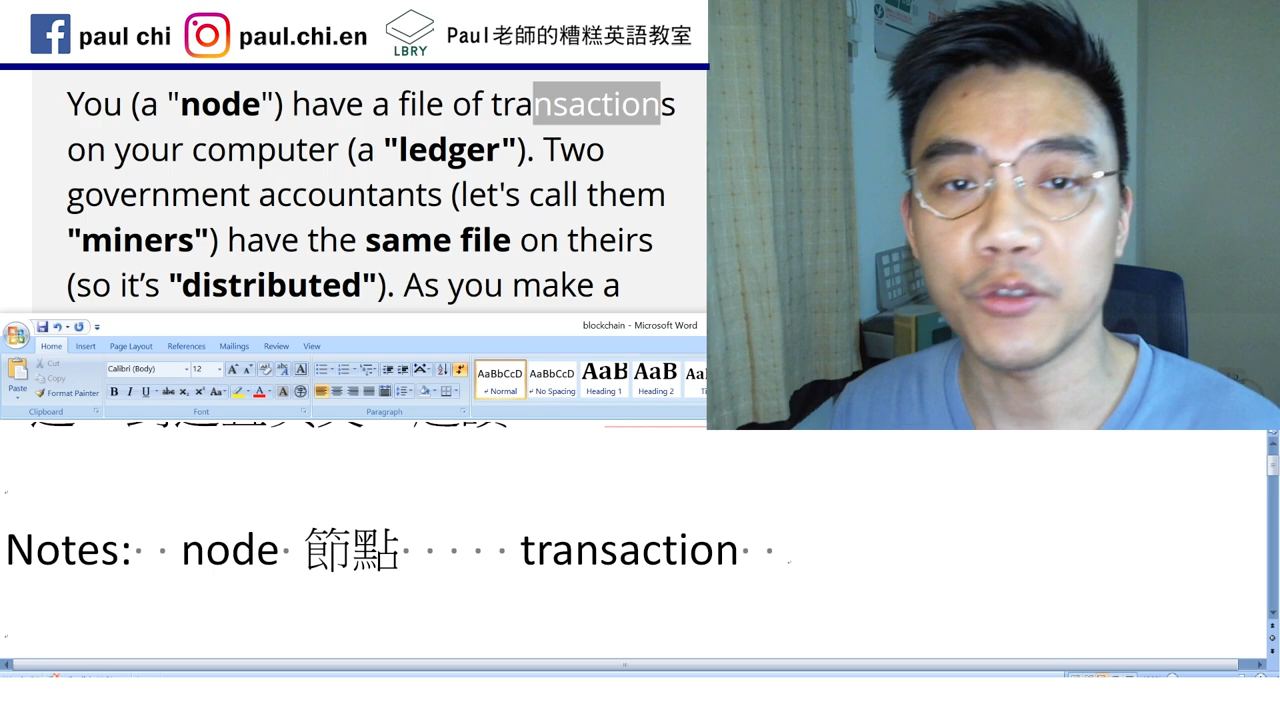 paul chi paul.chi.en LBRY Paul老師的糟糕英語教室
You (a "node") have a file of transactions
on your computer (a "ledger"). Two
government accountants (let's call them
"miners") have the same file on theirs
(so it’s "distributed"). As you make a
blockchain - Microsoft Word
Home Insert Page Layout References Mailings Review View
Cut
Copy
Format Painter
Paste
Calibri (Body) 12
AaBbCcD AaBbCcD AaBb AaB
Normal No Spacing Heading 1 Heading 2
Clipboard Font Paragraph
Notes: node 節點 transaction